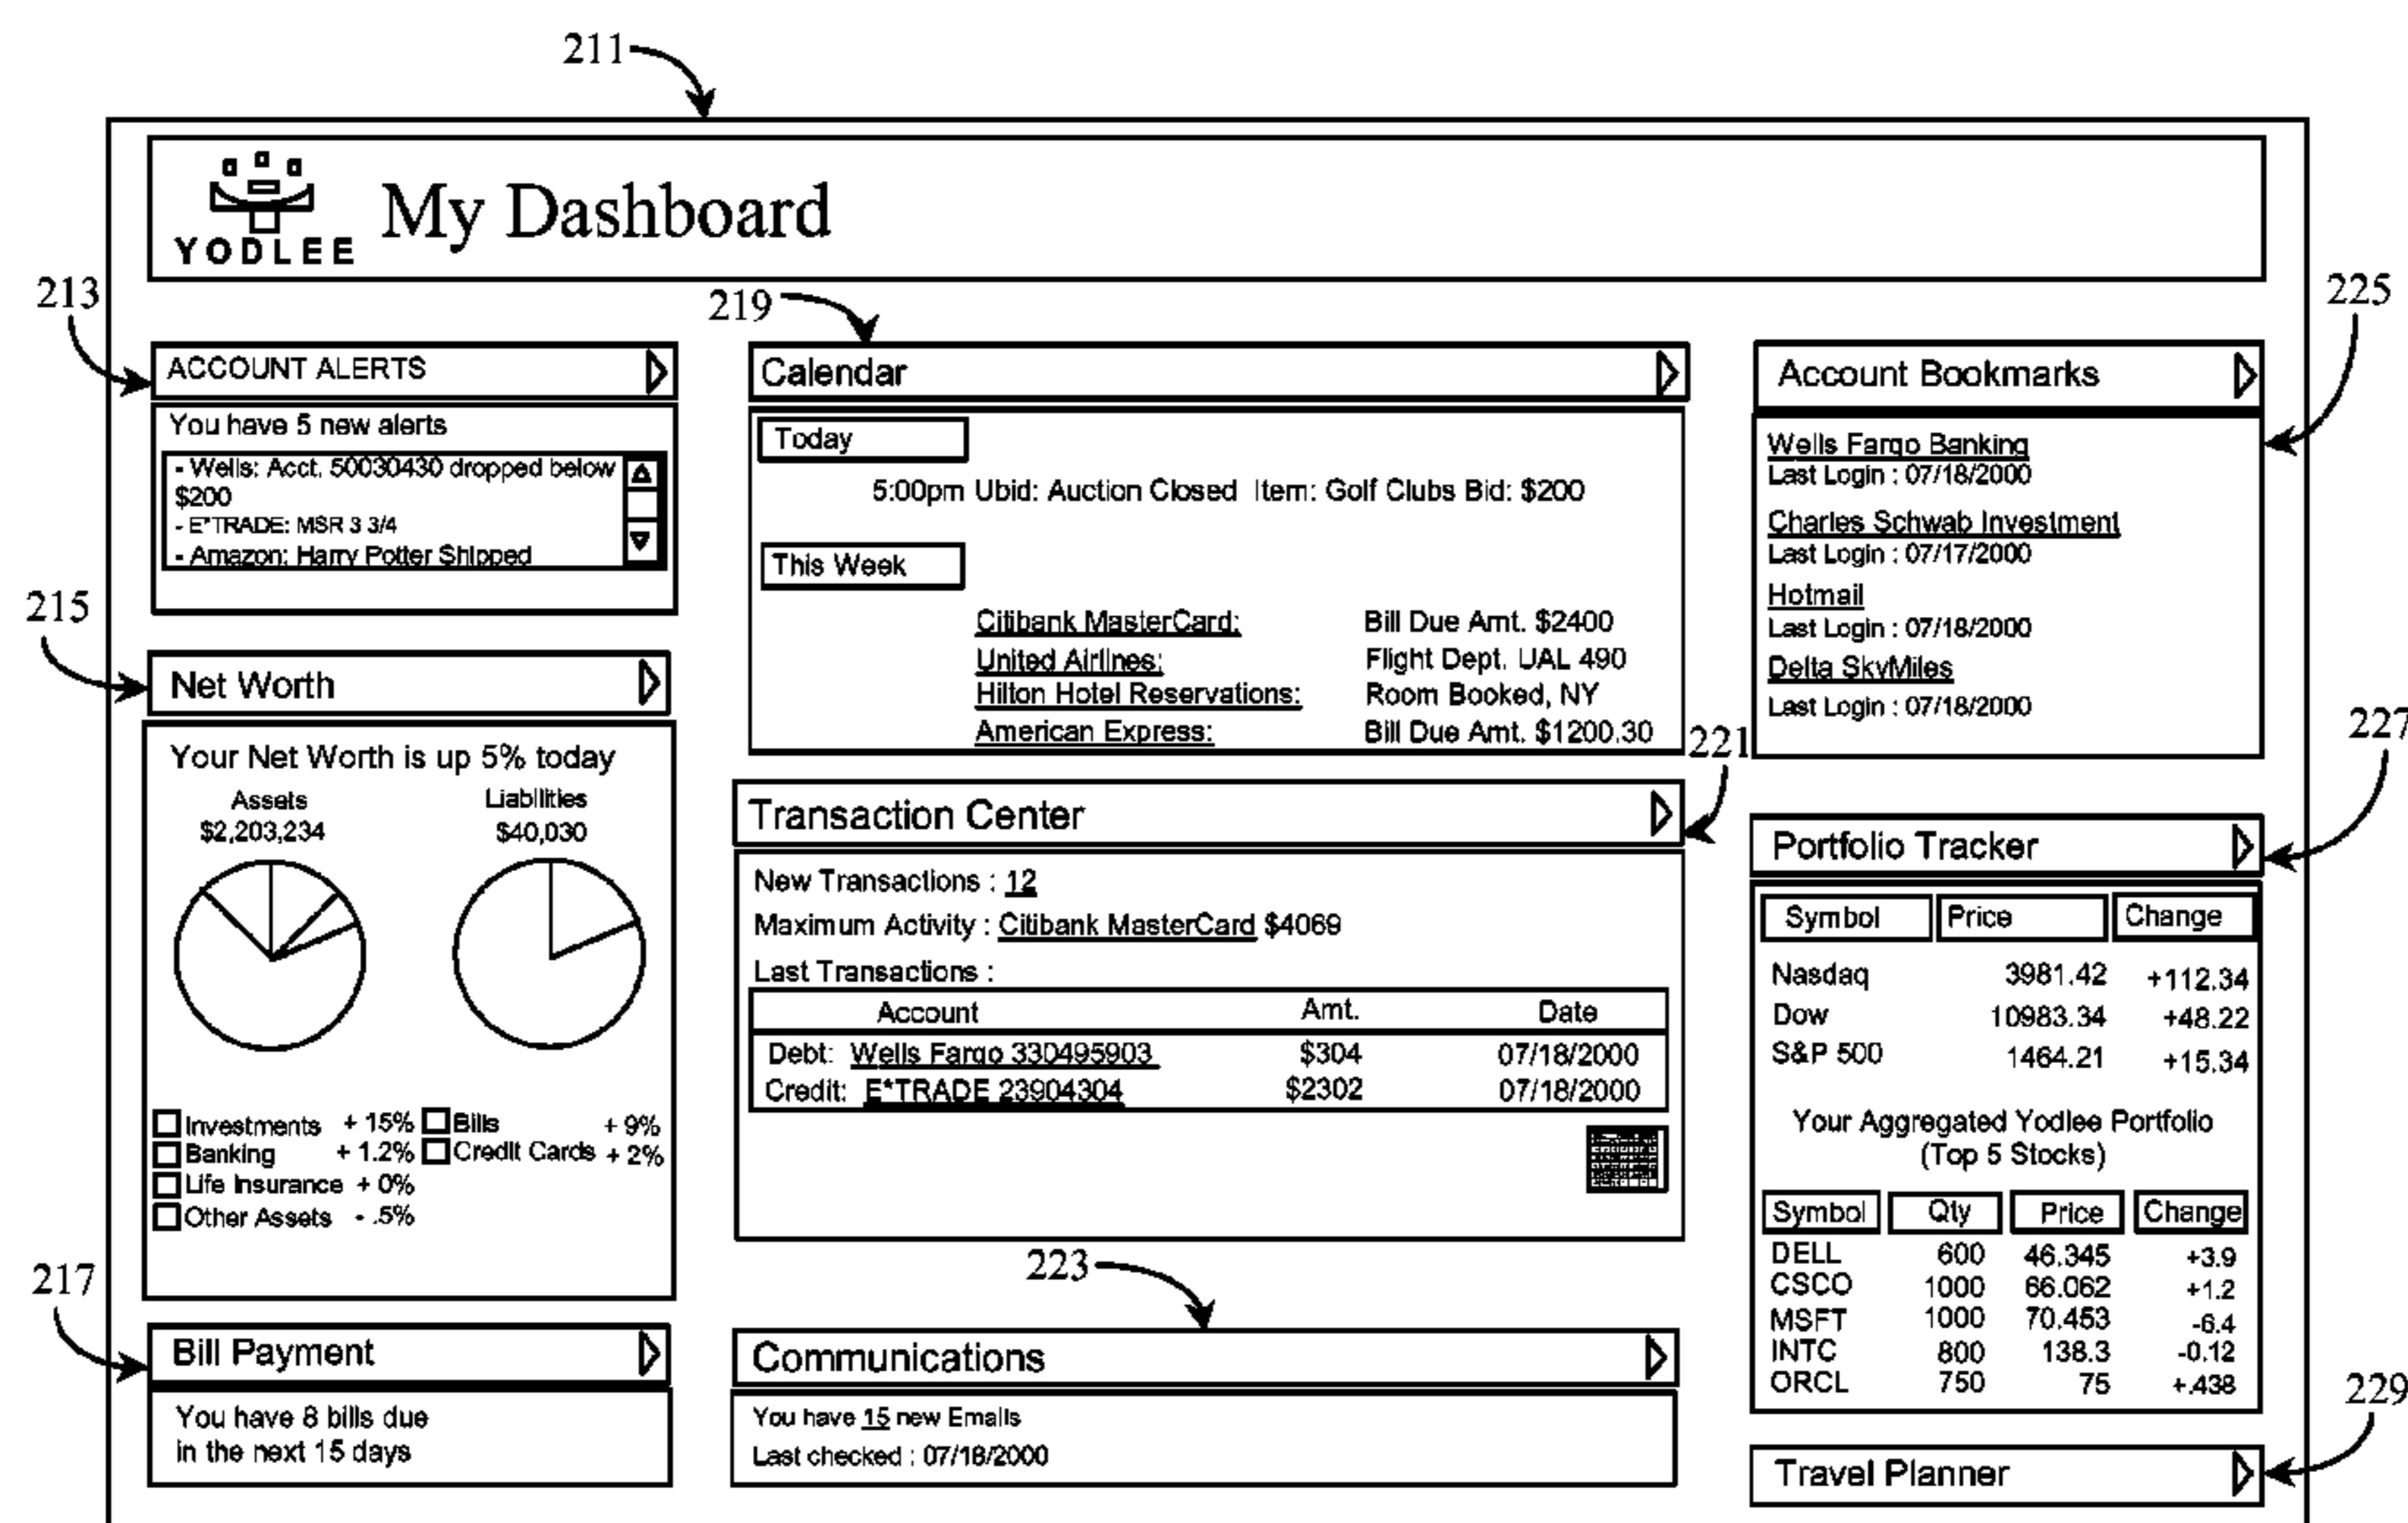 211
YODLEE
My Dashboard
213
ACCOUNT ALERTS
You have 5 new alerts
- Wells: Acct. 50030430 dropped below
$200
- E*TRADE: MSR 3 3/4
- Amazon: Harry Potter Shipped
215
Net Worth
Your Net Worth is up 5% today
Assets
$2,203,234
Liabilities
$40,030
Investments + 15%
Banking + 1.2%
Life Insurance + 0%
Other Assets - .5%
Bills + 9%
Credit Cards + 2%
217
Bill Payment
You have 8 bills due
in the next 15 days
219
Calendar
Today
5:00pm Ubid: Auction Closed Item: Golf Clubs Bid: $200
This Week
Citibank MasterCard: Bill Due Amt. $2400
United Airlines: Flight Dept. UAL 490
Hilton Hotel Reservations: Room Booked, NY
American Express: Bill Due Amt. $1200.30
221
Transaction Center
New Transactions : 12
Maximum Activity : Citibank MasterCard $4069
Last Transactions :
Account Amt. Date
Debt: Wells Fargo 330495903 $304 07/18/2000
Credit: E*TRADE 23904304 $2302 07/18/2000
223
Communications
You have 15 new Emails
Last checked : 07/18/2000
225
Account Bookmarks
Wells Fargo Banking
Last Login : 07/18/2000
Charles Schwab Investment
Last Login : 07/17/2000
Hotmail
Last Login : 07/18/2000
Delta SkyMiles
Last Login : 07/18/2000
227
Portfolio Tracker
Symbol Price Change
Nasdaq 3981.42 +112.34
Dow 10983.34 +48.22
S&P 500 1464.21 +15.34
Your Aggregated Yodlee Portfolio
(Top 5 Stocks)
Symbol Qty Price Change
DELL 600 46.345 +3.9
CSCO 1000 66.062 +1.2
MSFT 1000 70.453 -6.4
INTC 800 138.3 -0.12
ORCL 750 75 +.438
229
Travel Planner